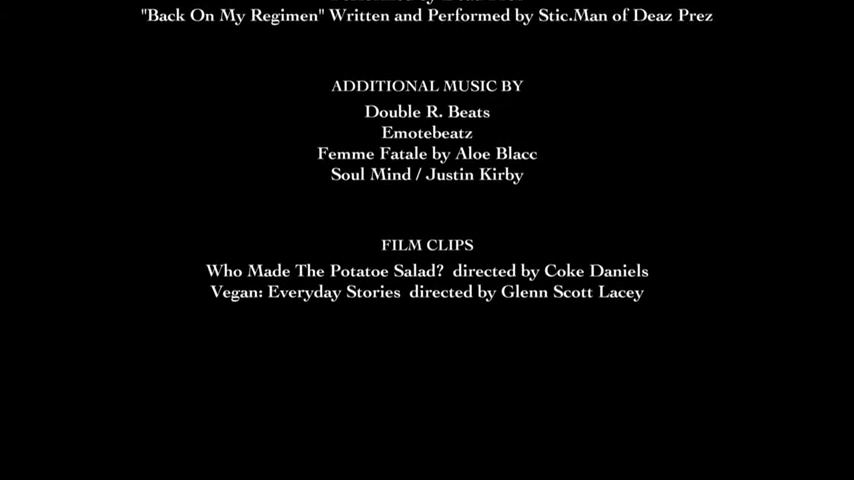 "Back On My Regimen" Written and Performed by Stic.Man of Deaz Prez
ADDITIONAL MUSIC BY
Double R. Beats
Emotebeatz
Femme Fatale by Aloe Blacc
Soul Mind / Justin Kirby
FILM CLIPS
Who Made The Potatoe Salad?  directed by Coke Daniels
Vegan: Everyday Stories  directed by Glenn Scott Lacey